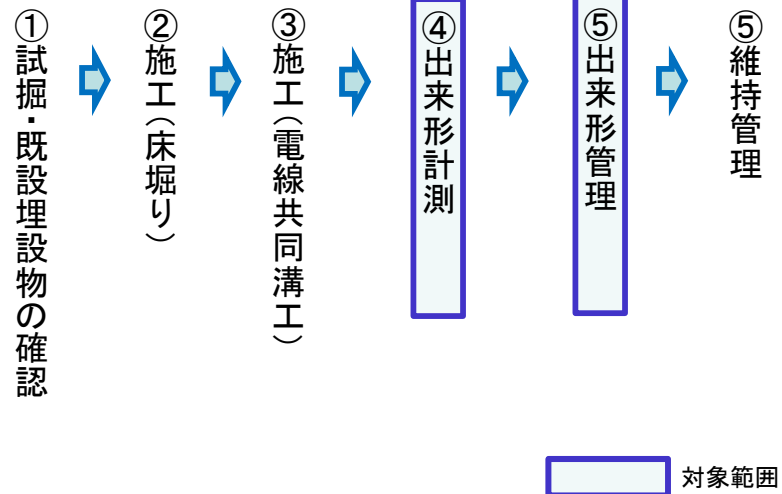 ①試掘・既設埋設物の確認
②施工（床堀り）
③施工（電線共同溝工）
④出来形計測
⑤出来形管理
⑤維持管理
対象範囲